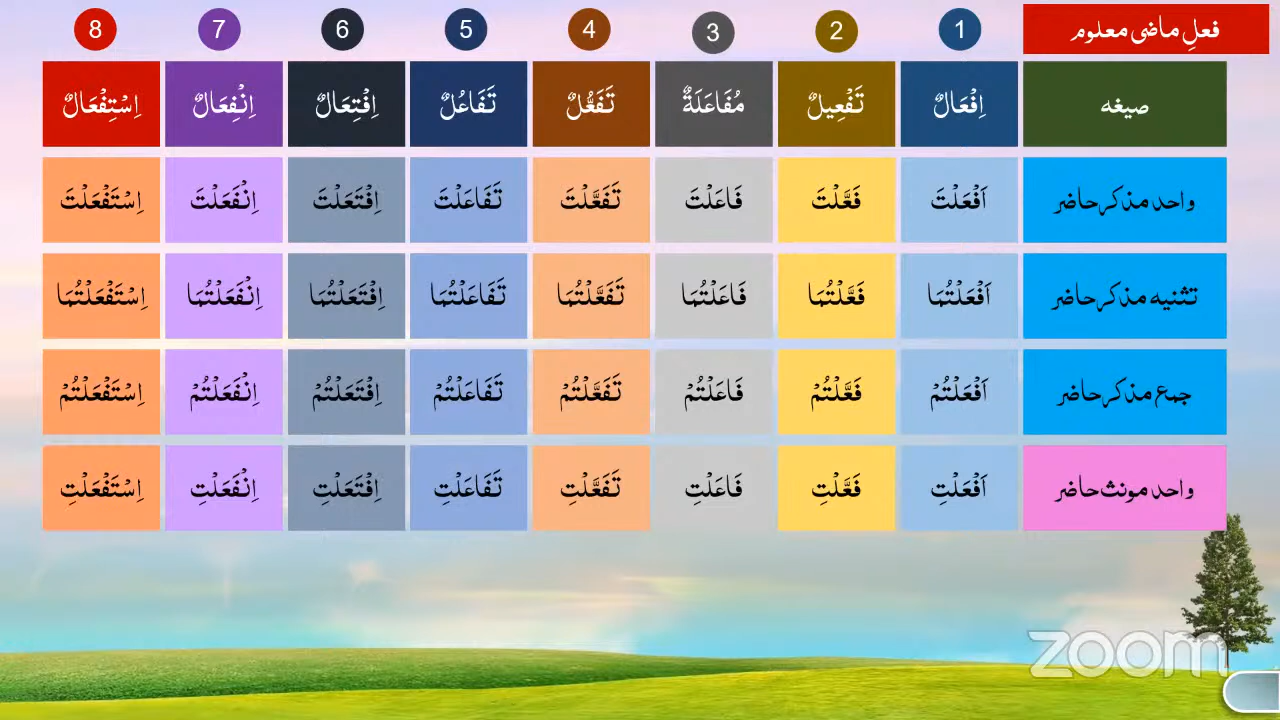 فعلِ ماضی معلوم 1 2 3 4 5 6 7 8
صیغہ اِفْعَالٌ تَفْعِيلٌ مُفَاعَلَةٌ تَفَعُّلٌ تَفَاعُلٌ اِفْتِعَالٌ اِنْفِعَالٌ اِسْتِفْعَالٌ
واحد مذکر حاضر اَفْعَلْتَ فَعَّلْتَ فَاعَلْتَ تَفَعَّلْتَ تَفَاعَلْتَ اِفْتَعَلْتَ اِنْفَعَلْتَ اِسْتَفْعَلْتَ
تثنیہ مذکر حاضر اَفْعَلْتُمَا فَعَّلْتُمَا فَاعَلْتُمَا تَفَعَّلْتُمَا تَفَاعَلْتُمَا اِفْتَعَلْتُمَا اِنْفَعَلْتُمَا اِسْتَفْعَلْتُمَا
جمع مذکر حاضر اَفْعَلْتُمْ فَعَّلْتُمْ فَاعَلْتُمْ تَفَعَّلْتُمْ تَفَاعَلْتُمْ اِفْتَعَلْتُمْ اِنْفَعَلْتُمْ اِسْتَفْعَلْتُمْ
واحد مونث حاضر اَفْعَلْتِ فَعَّلْتِ فَاعَلْتِ تَفَعَّلْتِ تَفَاعَلْتِ اِفْتَعَلْتِ اِنْفَعَلْتِ اِسْتَفْعَلْتِ
zoom